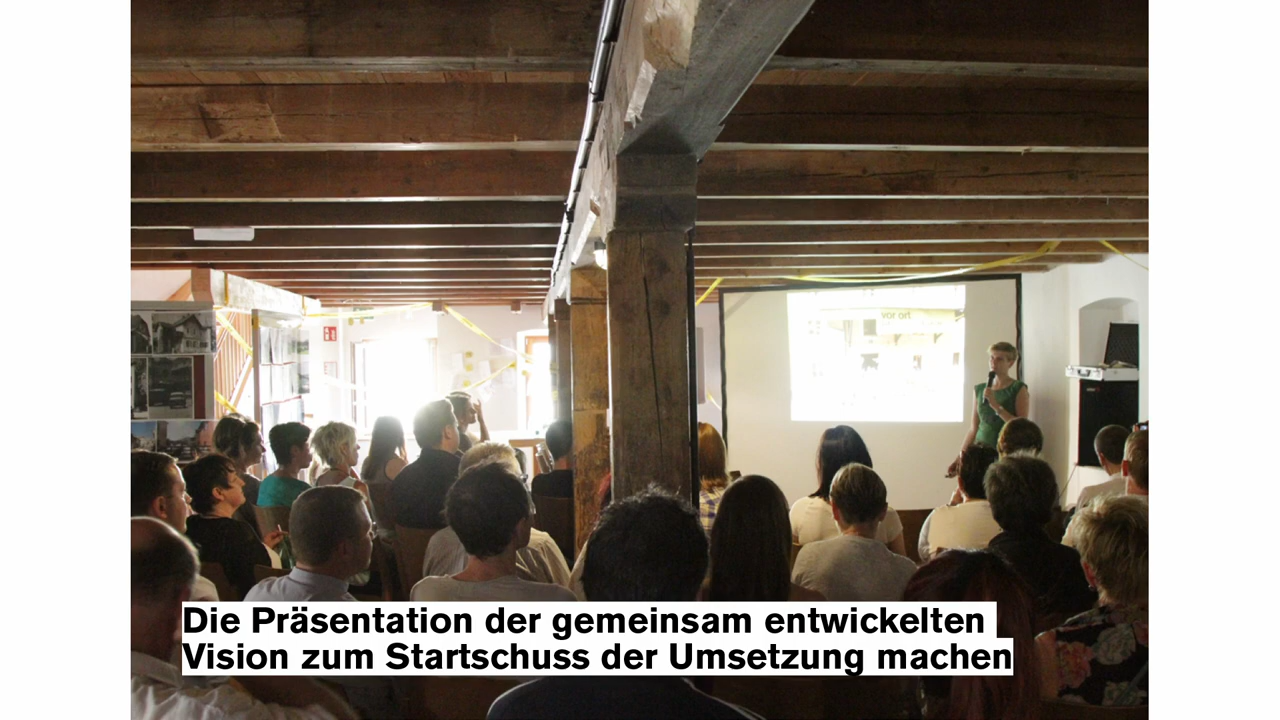 vor ort
Die Präsentation der gemeinsam entwickelten
Vision zum Startschuss der Umsetzung machen